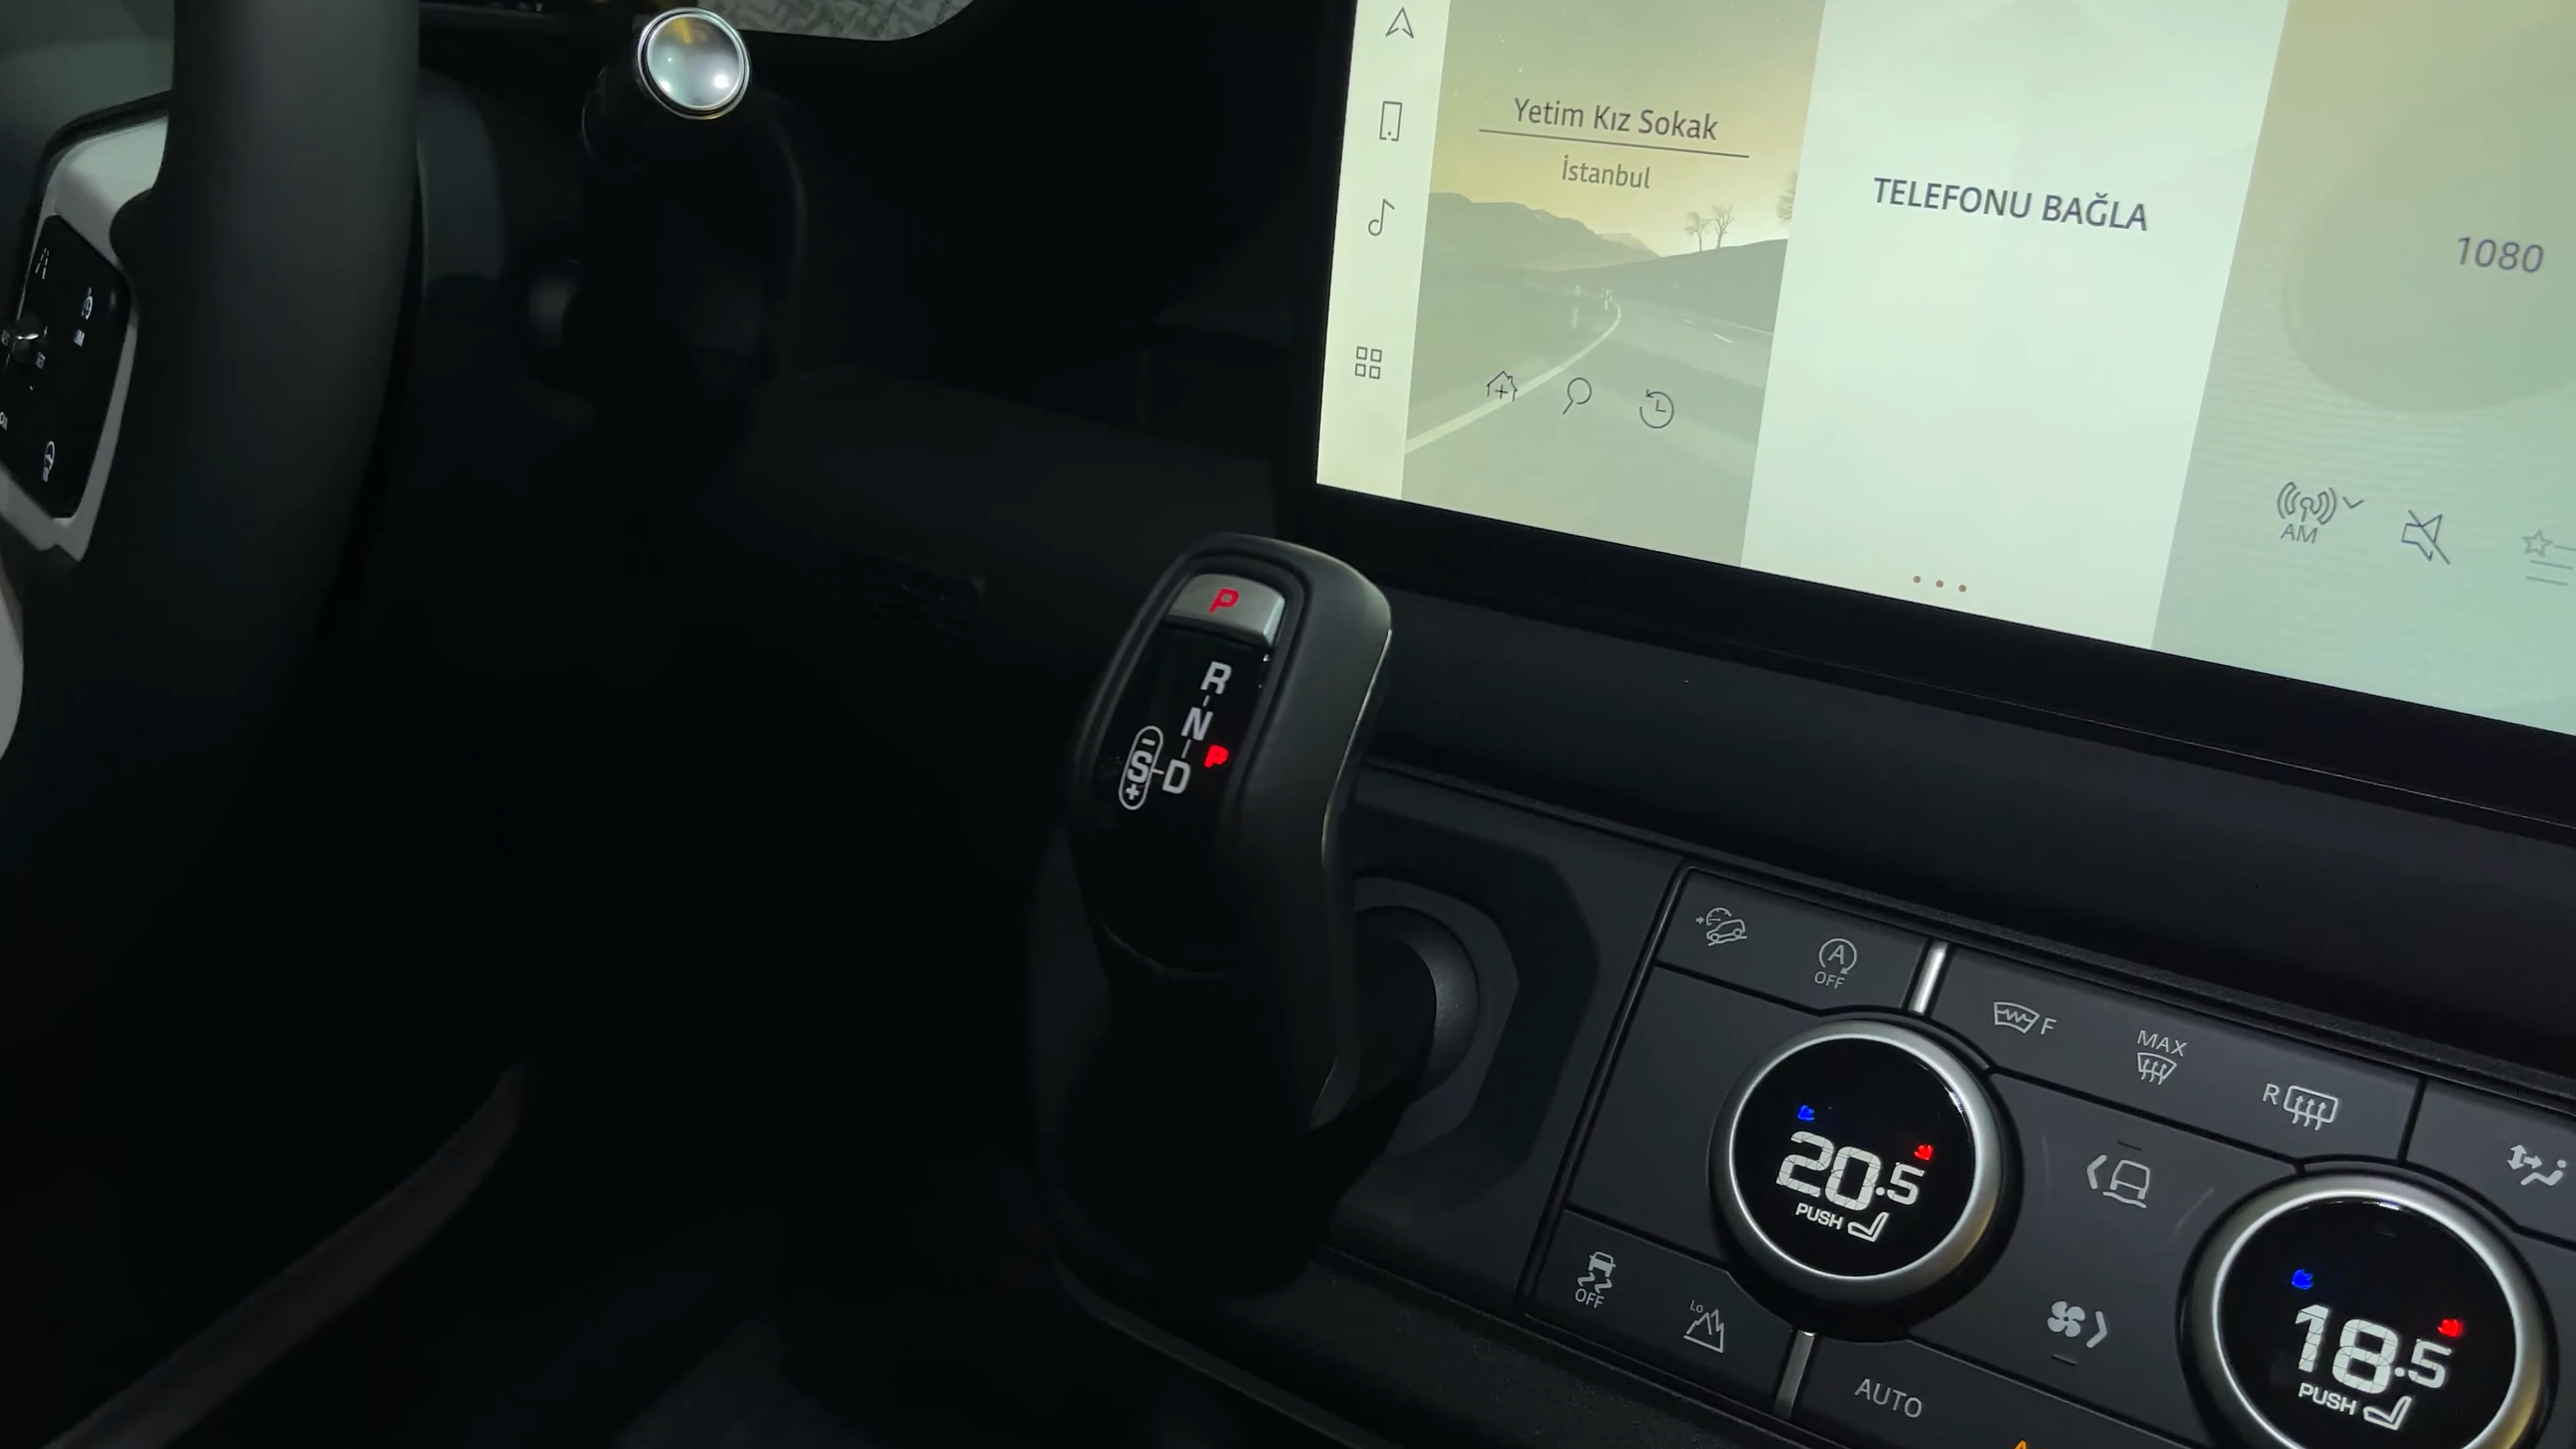 Yetim Kız Sokak
İstanbul
TELEFONU BAĞLA
1080
AM
P
R
N
P
S
D
A
OFF
F
MAX
R
20.5
PUSH
OFF
Lo
18.5
PUSH
AUTO